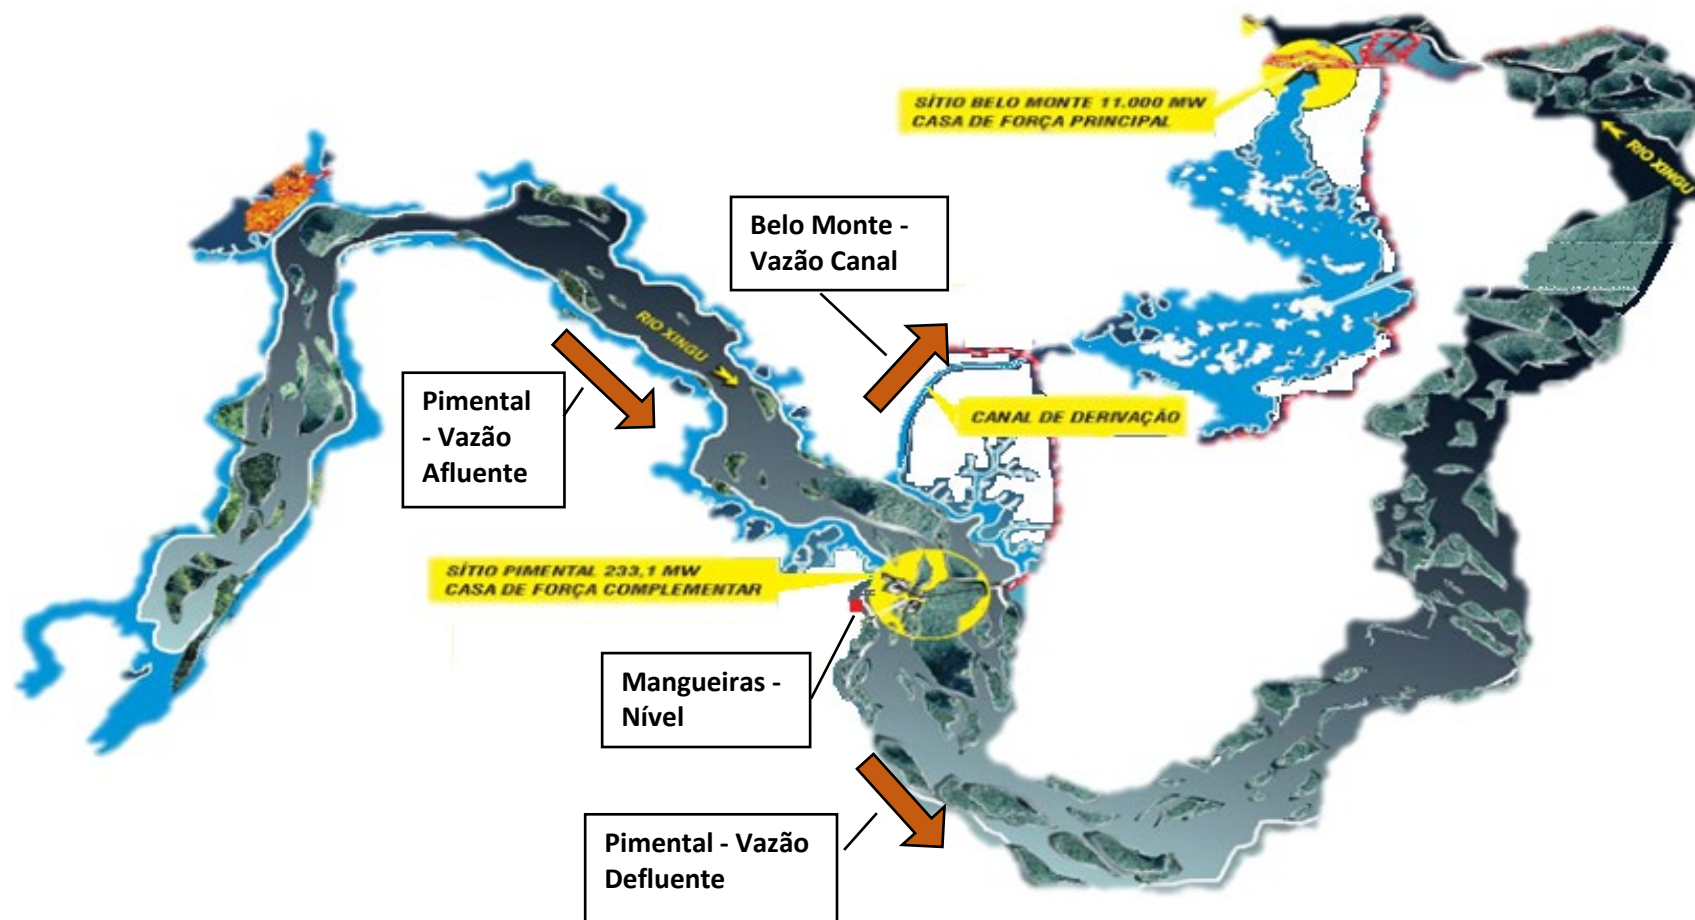 SÍTIO BELO MONTE 11.000 MW
CASA DE FORÇA PRINCIPAL
RIO XINGU
Belo Monte -
Vazão Canal
RIO XINGU
Pimental
- Vazão
Afluente
CANAL DE DERIVAÇÃO
SÍTIO PIMENTAL 233,1 MW
CASA DE FORÇA COMPLEMENTAR
Mangueiras -
Nível
Pimental - Vazão
Defluente